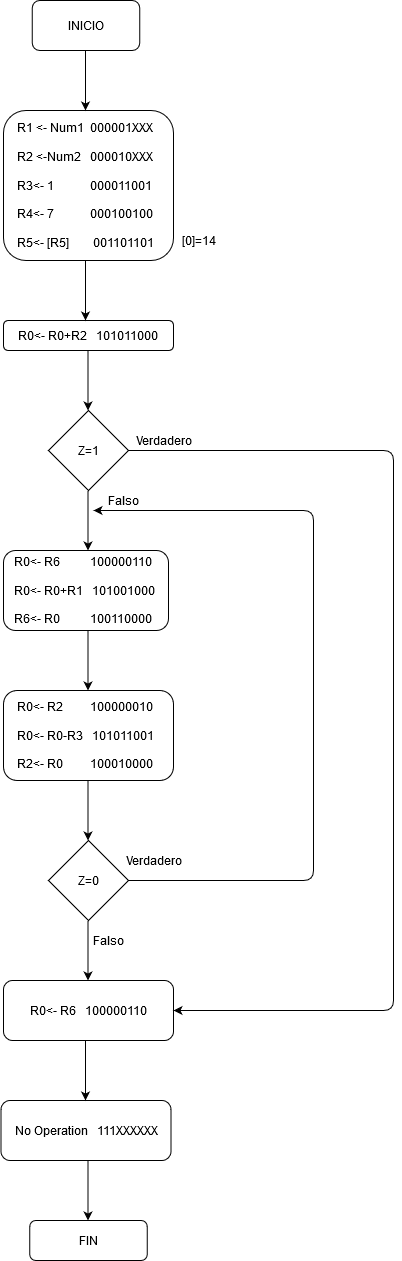 INICIO
R1 <- Num1 000001XXX
R2 <-Num2 000010XXX
R3<- 1 000011001
R4<- 7 000100100
R5<- [R5] 001101101
[0]=14
R0<- R0+R2 101011000
Z=1
Verdadero
Falso
R0<- R6 100000110
R0<- R0+R1 101001000
R6<- R0 100110000
R0<- R2 100000010
R0<- R0-R3 101011001
R2<- R0 100010000
Z=0
Verdadero
Falso
R0<- R6 100000110
No Operation 111XXXXXX
FIN